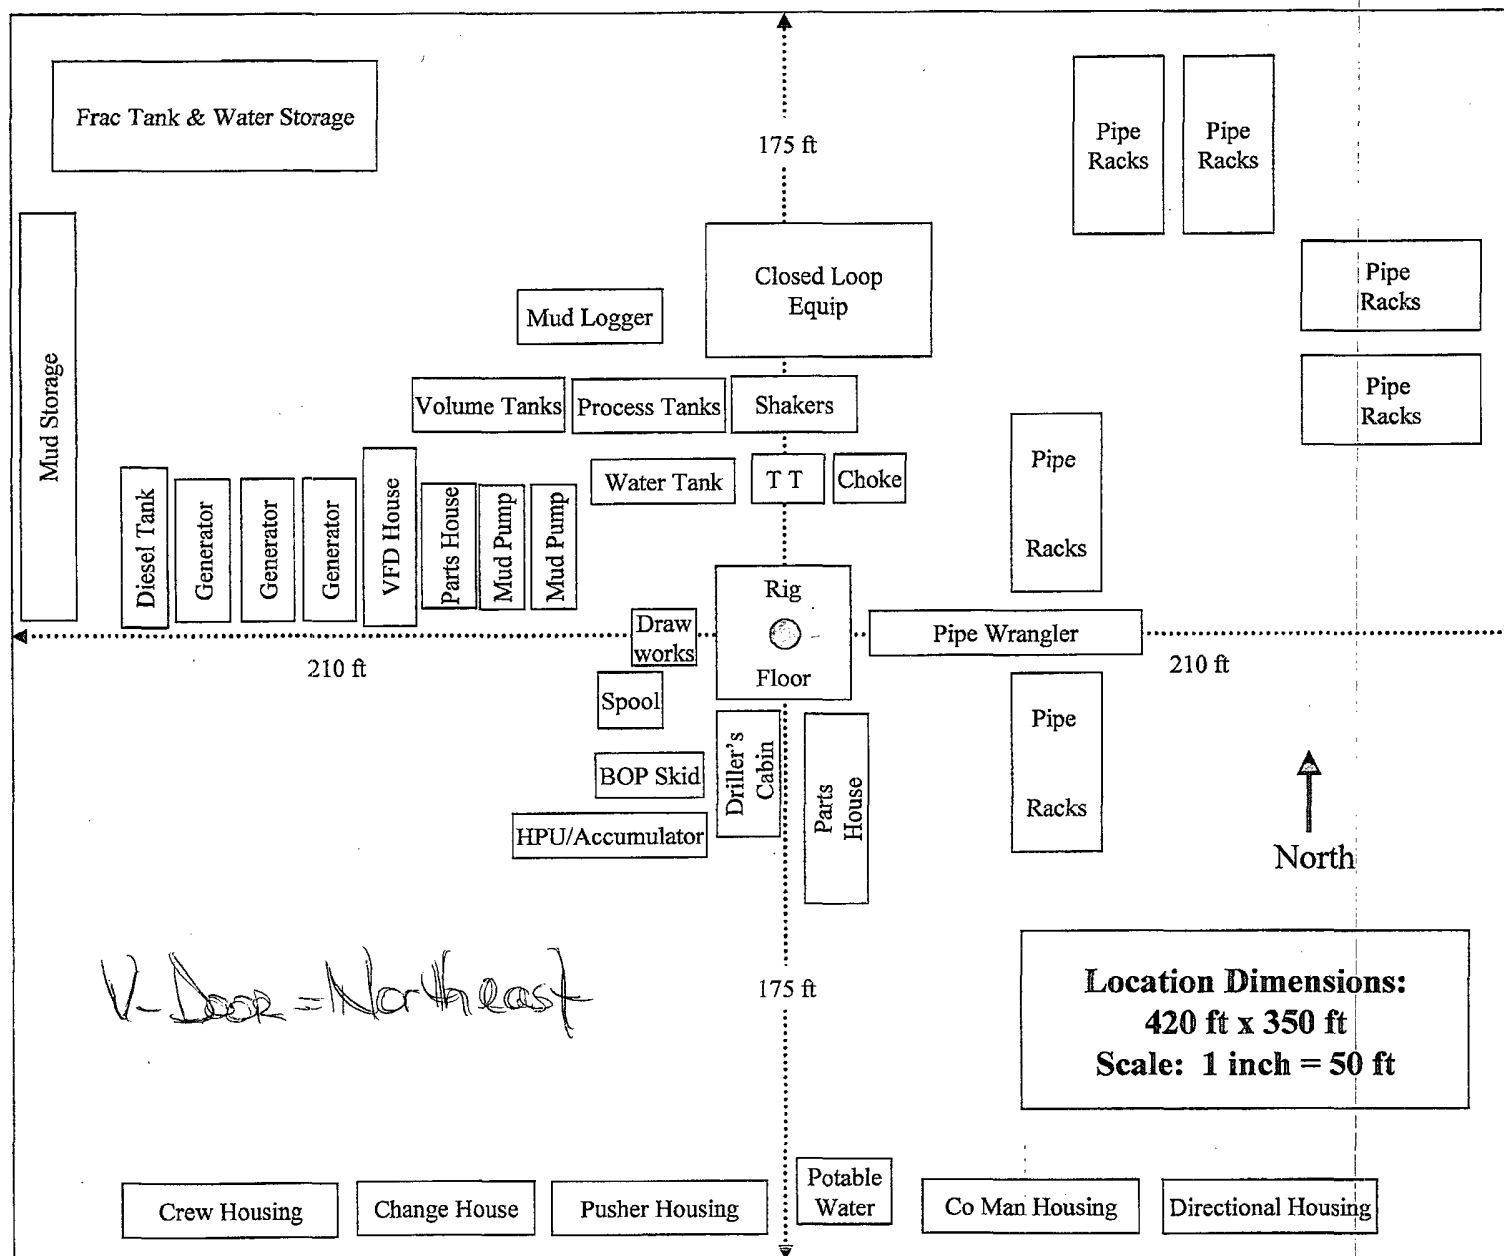 Frac Tank & Water Storage
175 ft
Pipe
Racks
Pipe
Racks
Closed Loop
Equip
Pipe
Racks
Mud Logger
Mud Storage
Volume Tanks
Process Tanks
Shakers
Pipe
Racks
Diesel Tank
Generator
Generator
Generator
VFD House
Parts House
Mud Pump
Mud Pump
Water Tank
T T
Choke
Pipe
Racks
Rig
Floor
Draw
works
Pipe Wrangler
210 ft
210 ft
Spool
Driller's
Cabin
Parts
House
Pipe
Racks
BOP Skid
HPU/Accumulator
North
V-Door = Northeast
175 ft
Location Dimensions:
420 ft x 350 ft
Scale: 1 inch = 50 ft
Crew Housing
Change House
Pusher Housing
Potable
Water
Co Man Housing
Directional Housing